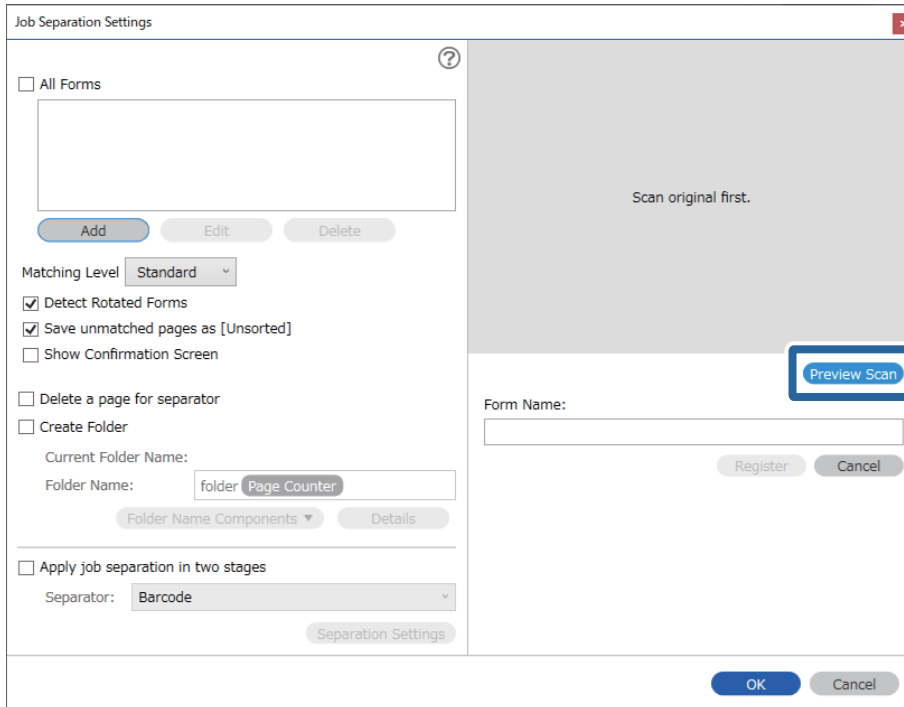 Job Separation Settings
All Forms
Add
Edit
Delete
Matching Level
Standard
Detect Rotated Forms
Save unmatched pages as [Unsorted]
Show Confirmation Screen
Delete a page for separator
Create Folder
Current Folder Name:
Folder Name:
folder Page Counter
Folder Name Components
Details
Apply job separation in two stages
Separator:
Barcode
Separation Settings
Scan original first.
Preview Scan
Form Name:
Register
Cancel
OK
Cancel